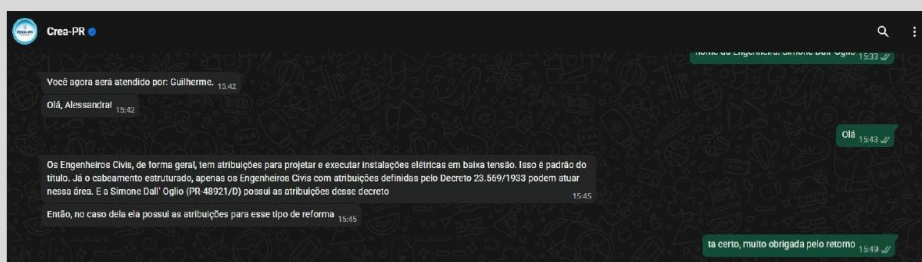 Crea-PR
nome da Engenheira: Simone Dall' Oglio 15:33
Você agora será atendido por: Guilherme. 15:42
Olá, Alessandra! 15:42
Olá 15:43
Os Engenheiros Civis, de forma geral, tem atribuições para projetar e executar instalações elétricas em baixa tensão. Isso é padrão do
título. Já o cabeamento estruturado, apenas os Engenheiros Civis com atribuições definidas pelo Decreto 23.569/1933 podem atuar
nessa área. E a Simone Dall' Oglio (PR-48921/D) possui as atribuições desse decreto 15:45
Então, no caso dela ela possui as atribuições para esse tipo de reforma 15:45
ta certo, muito obrigada pelo retorno 15:49